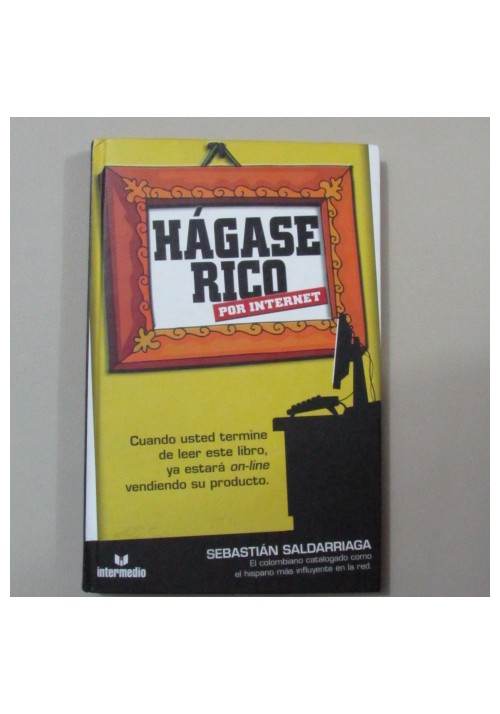 HÁGASE
RICO
POR INTERNET
Cuando usted termine
de leer este libro,
ya estará on-line
vendiendo su producto.
SEBASTIÁN SALDARRIAGA
El colombiano catalogado como
el hispano más influyente en la red.
intermedio